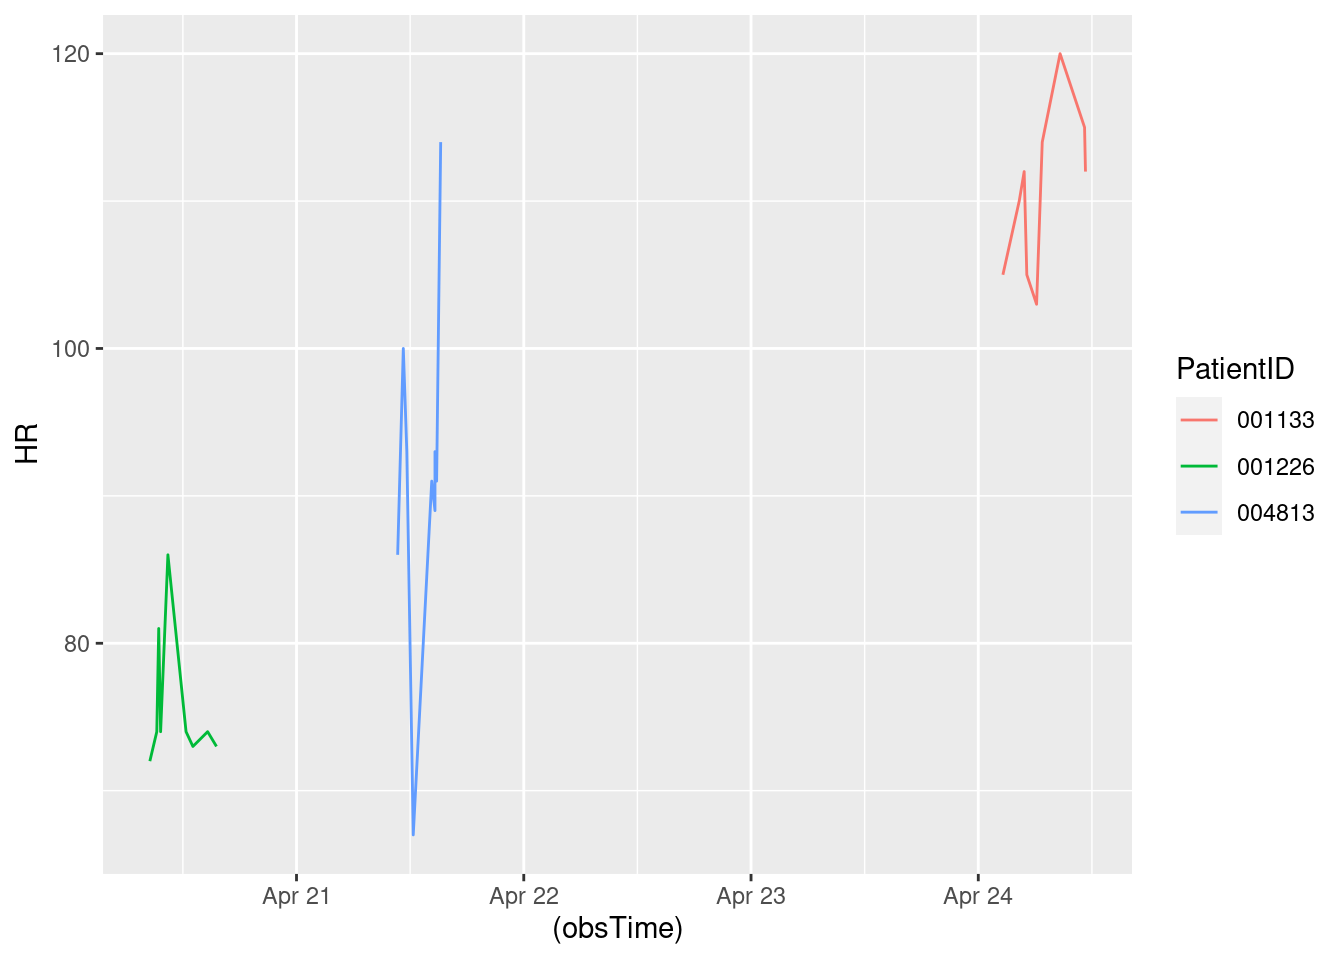 120
100
80
HR
Apr 21
Apr 22
Apr 23
Apr 24
(obsTime)
PatientID
001133
001226
004813